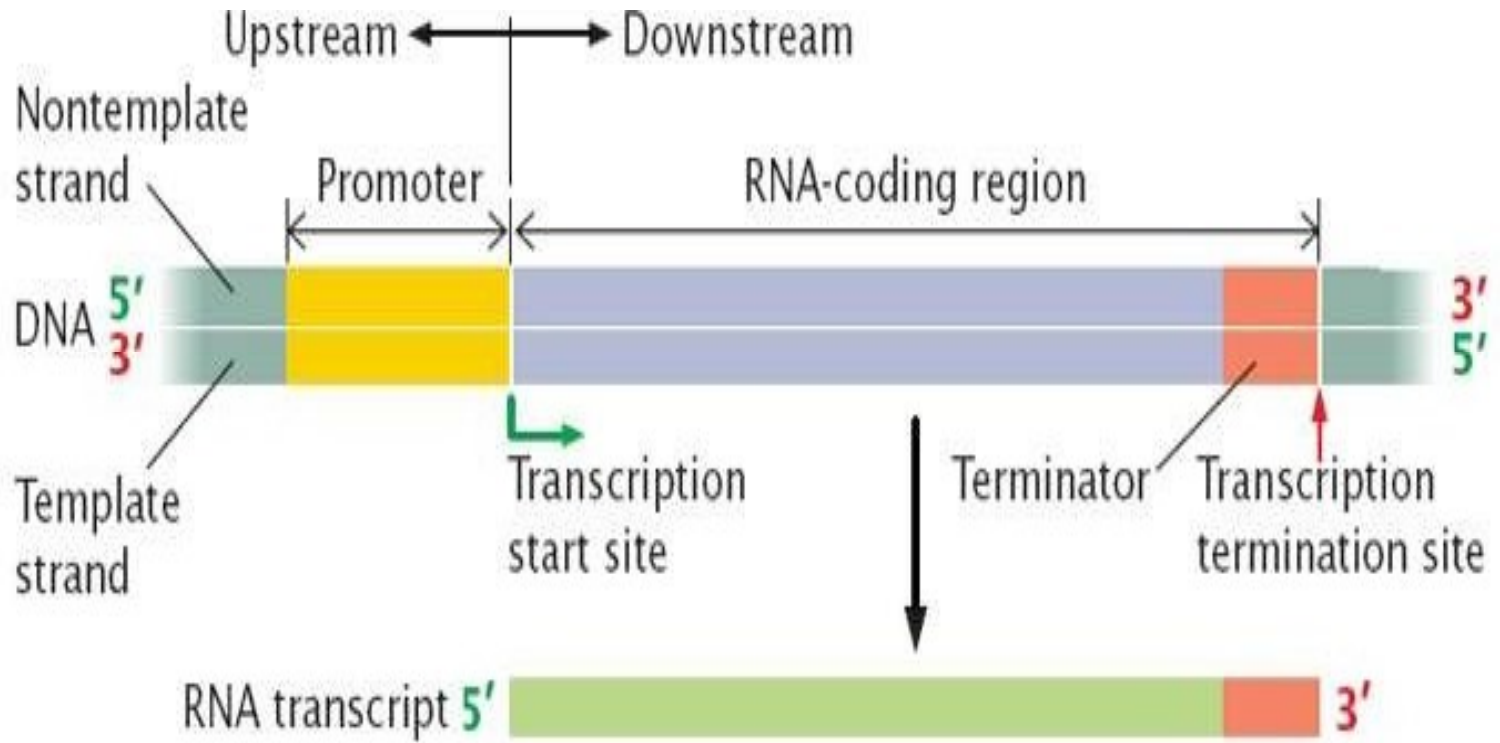 Upstream Downstream
Nontemplate
strand
Promoter
RNA-coding region
DNA
5′
3′
3′
5′
Template
strand
Transcription
start site
Terminator
Transcription
termination site
RNA transcript 5′ 3′